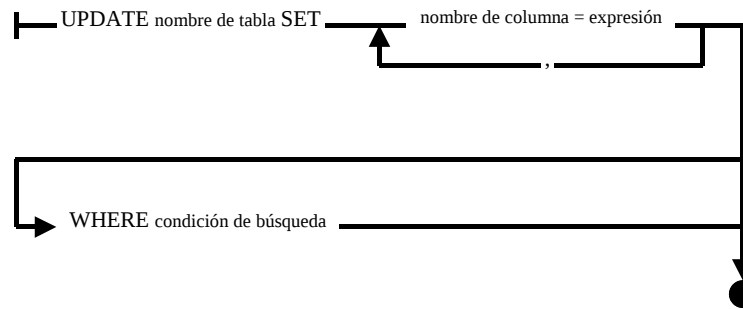 UPDATE nombre de tabla SET nombre de columna = expresión
,
WHERE condición de búsqueda